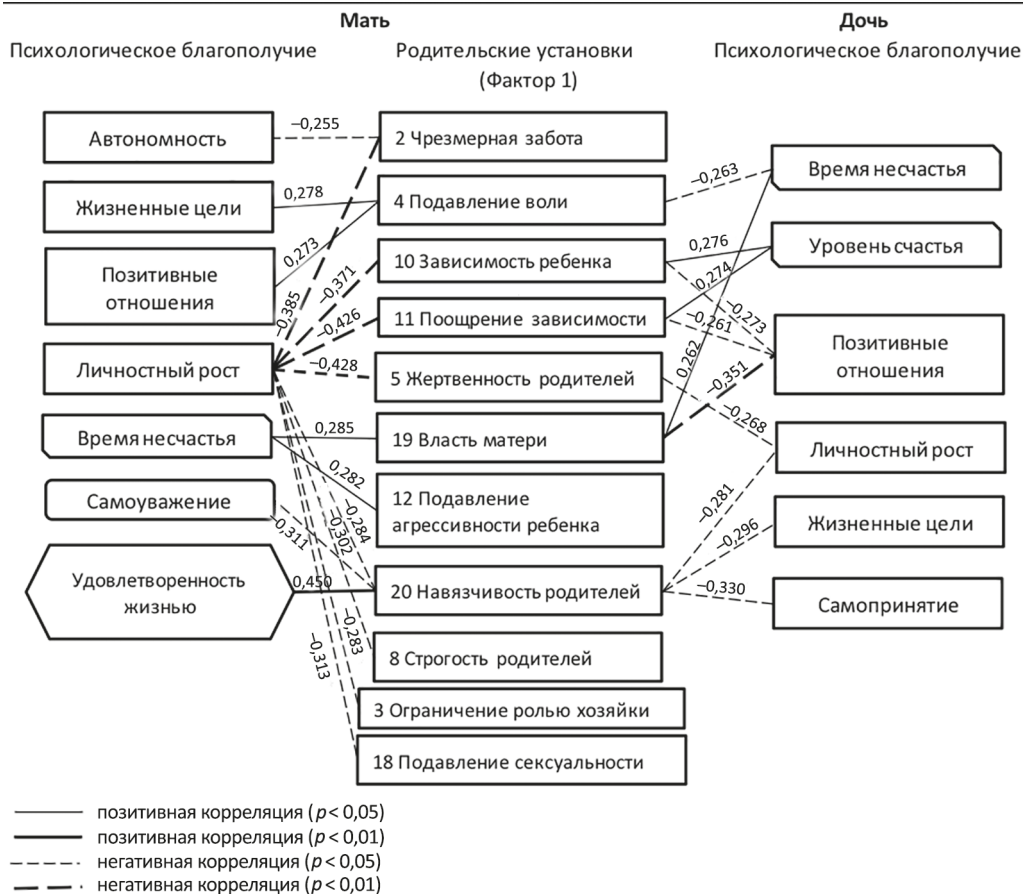 Мать
Дочь
Психологическое благополучие
Родительские установки
(Фактор 1)
Психологическое благополучие
Автономность
−0,255
2 Чрезмерная забота
Время несчастья
−0,263
Жизненные цели
0,278
4 Подавление воли
Позитивные
отношения
0,273
10 Зависимость ребенка
0,276
Уровень счастья
−0,371
0,274
−0,385
−0,426
11 Поощрение зависимости
−0,273
−0,261
Позитивные
отношения
Личностный рост
−0,428
5 Жертвенность родителей
0,262
−0,351
−0,268
Время несчастья
0,285
19 Власть матери
Личностный рост
0,282
Самоуважение
12 Подавление
агрессивности ребенка
−0,281
Жизненные цели
−0,311
−0,302
−0,284
−0,296
Удовлетворенность
жизнью
0,450
20 Навязчивость родителей
−0,330
Самопринятие
−0,283
−0,313
8 Строгость родителей
3 Ограничение ролью хозяйки
18 Подавление сексуальности
позитивная корреляция (p < 0,05)
позитивная корреляция (p < 0,01)
негативная корреляция (p < 0,05)
негативная корреляция (p < 0,01)